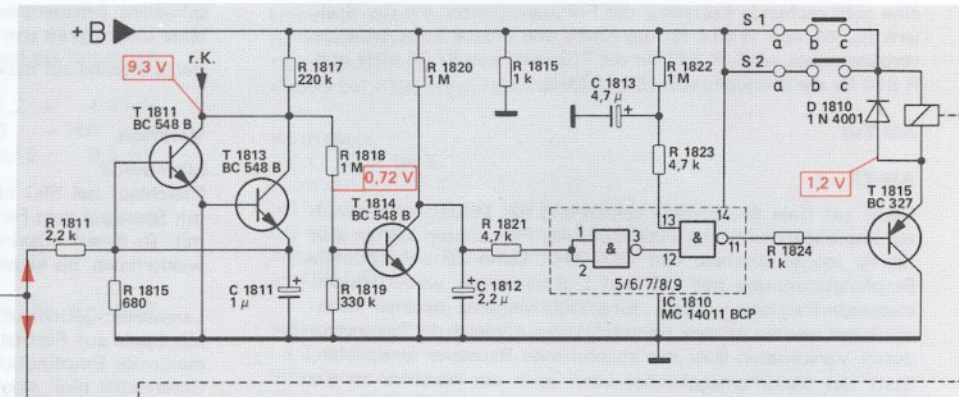 + B
S 1
a b c
S 2
a b c
9,3 V
r.K.
R 1817
220 k
R 1820
1 M
R 1815
1 k
C 1813
4,7 µ
+
R 1822
1 M
D 1810
1 N 4001
T 1811
BC 548 B
T 1813
BC 548 B
R 1818
1 M
0,72 V
R 1823
4,7 k
1,2 V
T 1815
BC 327
T 1814
BC 548 B
R 1811
2,2 k
R 1821
4,7 k
1
2
&
3
13
12
&
14
11
R 1824
1 k
5/6/7/8/9
R 1815
680
C 1811
1 µ
+
R 1819
330 k
C 1812
2,2 µ
+
IC 1810
MC 14011 BCP